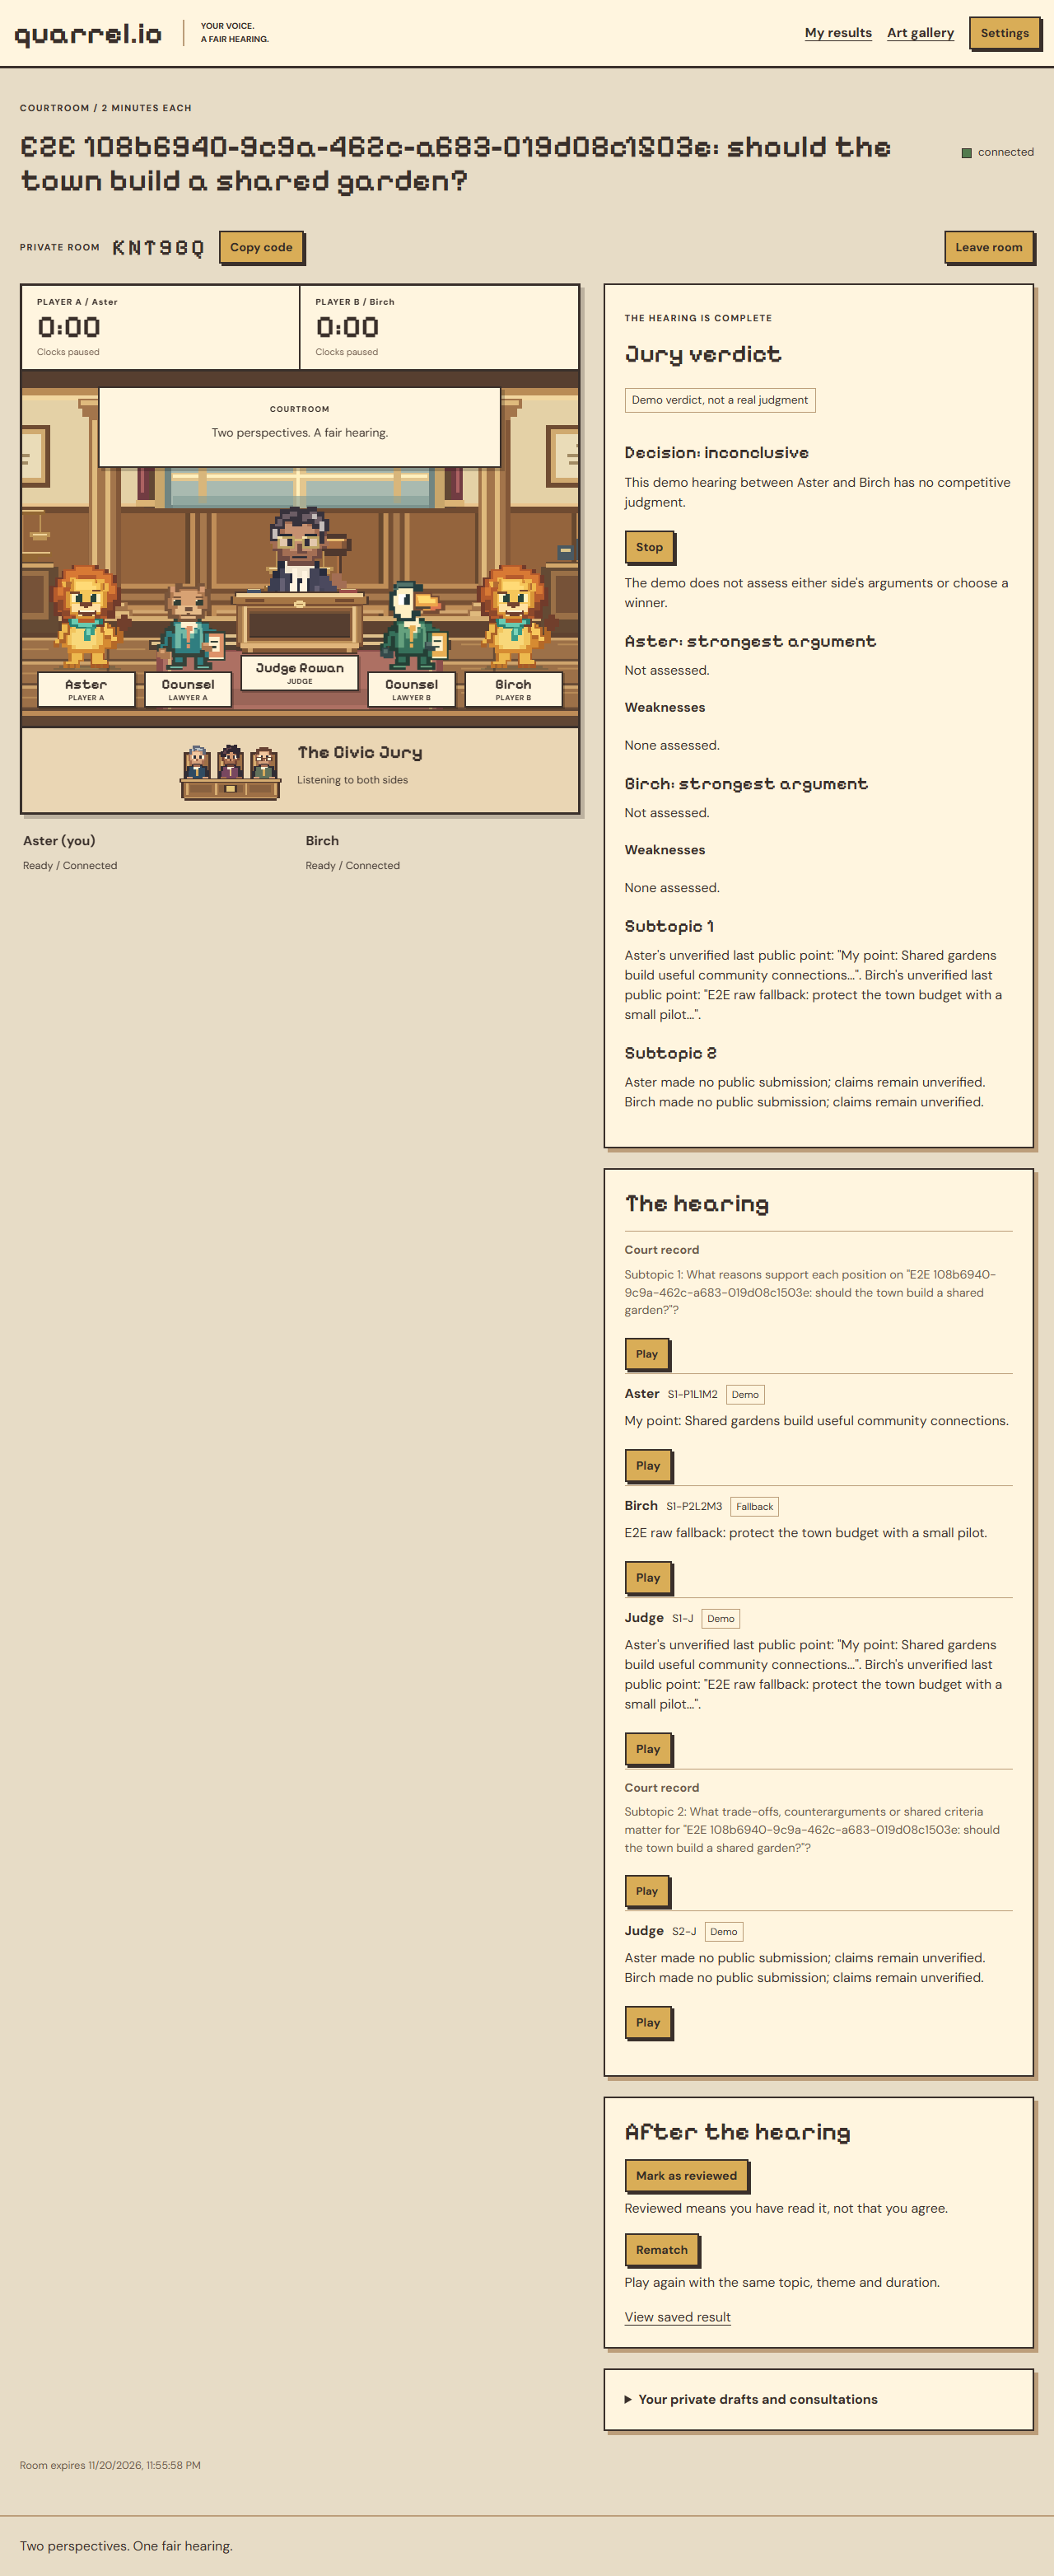 quarrel.io
YOUR VOICE.
A FAIR HEARING.
My results
Art gallery
Settings
COURTROOM / 2 MINUTES EACH
E2E 108b6940-9c9a-462c-a683-019d08c1503e: should the
town build a shared garden?
connected
PRIVATE ROOM
KNT98Q
Copy code
Leave room
PLAYER A / Aster
0:00
Clocks paused
PLAYER B / Birch
0:00
Clocks paused
COURTROOM
Two perspectives. A fair hearing.
Aster
PLAYER A
Counsel
LAWYER A
Judge Rowan
JUDGE
Counsel
LAWYER B
Birch
PLAYER B
The Civic Jury
Listening to both sides
Aster (you)
Ready / Connected
Birch
Ready / Connected
THE HEARING IS COMPLETE
Jury verdict
Demo verdict, not a real judgment
Decision: inconclusive
This demo hearing between Aster and Birch has no competitive
judgment.
Stop
The demo does not assess either side's arguments or choose a
winner.
Aster: strongest argument
Not assessed.
Weaknesses
None assessed.
Birch: strongest argument
Not assessed.
Weaknesses
None assessed.
Subtopic 1
Aster's unverified last public point: "My point: Shared gardens
build useful community connections...". Birch's unverified last
public point: "E2E raw fallback: protect the town budget with a
small pilot...".
Subtopic 2
Aster made no public submission; claims remain unverified.
Birch made no public submission; claims remain unverified.
The hearing
Court record
Subtopic 1: What reasons support each position on "E2E 108b6940-
9c9a-462c-a683-019d08c1503e: should the town build a shared
garden?"?
Play
Aster S1-P1L1M2 Demo
My point: Shared gardens build useful community connections.
Play
Birch S1-P2L2M3 Fallback
E2E raw fallback: protect the town budget with a small pilot.
Play
Judge S1-J Demo
Aster's unverified last public point: "My point: Shared gardens
build useful community connections...". Birch's unverified last
public point: "E2E raw fallback: protect the town budget with a
small pilot...".
Play
Court record
Subtopic 2: What trade-offs, counterarguments or shared criteria
matter for "E2E 108b6940-9c9a-462c-a683-019d08c1503e: should
the town build a shared garden?"?
Play
Judge S2-J Demo
Aster made no public submission; claims remain unverified.
Birch made no public submission; claims remain unverified.
Play
After the hearing
Mark as reviewed
Reviewed means you have read it, not that you agree.
Rematch
Play again with the same topic, theme and duration.
View saved result
Your private drafts and consultations
Room expires 11/20/2026, 11:55:58 PM
Two perspectives. One fair hearing.